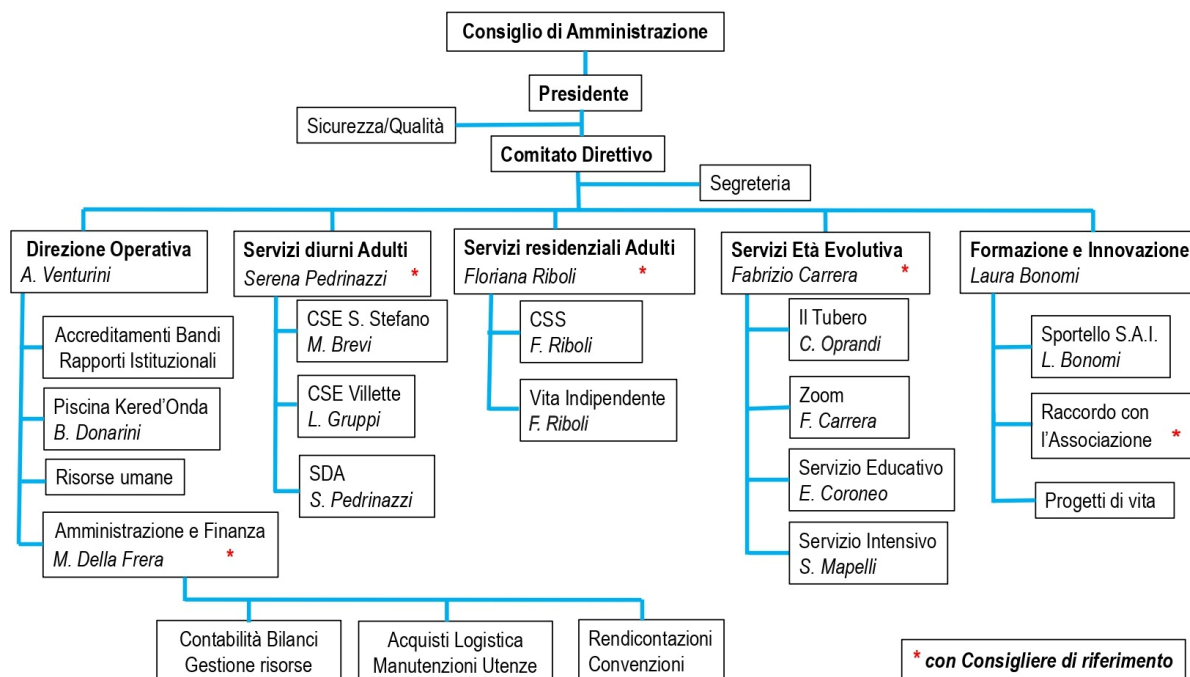 Consiglio di Amministrazione
Presidente
Sicurezza/Qualità
Comitato Direttivo
Segreteria
Direzione Operativa
A. Venturini
Accreditamenti Bandi
Rapporti Istituzionali
Piscina Kered'Onda
B. Donarini
Risorse umane
Amministrazione e Finanza
M. Della Frera *
Contabilità Bilanci
Gestione risorse
Acquisti Logistica
Manutenzioni Utenze
Rendicontazioni
Convenzioni
Servizi diurni Adulti
Serena Pedrinazzi *
CSE S. Stefano
M. Brevi
CSE Villette
L. Gruppi
SDA
S. Pedrinazzi
Servizi residenziali Adulti
Floriana Riboli *
CSS
F. Riboli
Vita Indipendente
F. Riboli
Servizi Età Evolutiva
Fabrizio Carrera *
Il Tubero
C. Oprandi
Zoom
F. Carrera
Servizio Educativo
E. Coroneo
Servizio Intensivo
S. Mapelli
Formazione e Innovazione
Laura Bonomi
Sportello S.A.I.
L. Bonomi
Raccordo con
l'Associazione *
Progetti di vita
* con Consigliere di riferimento